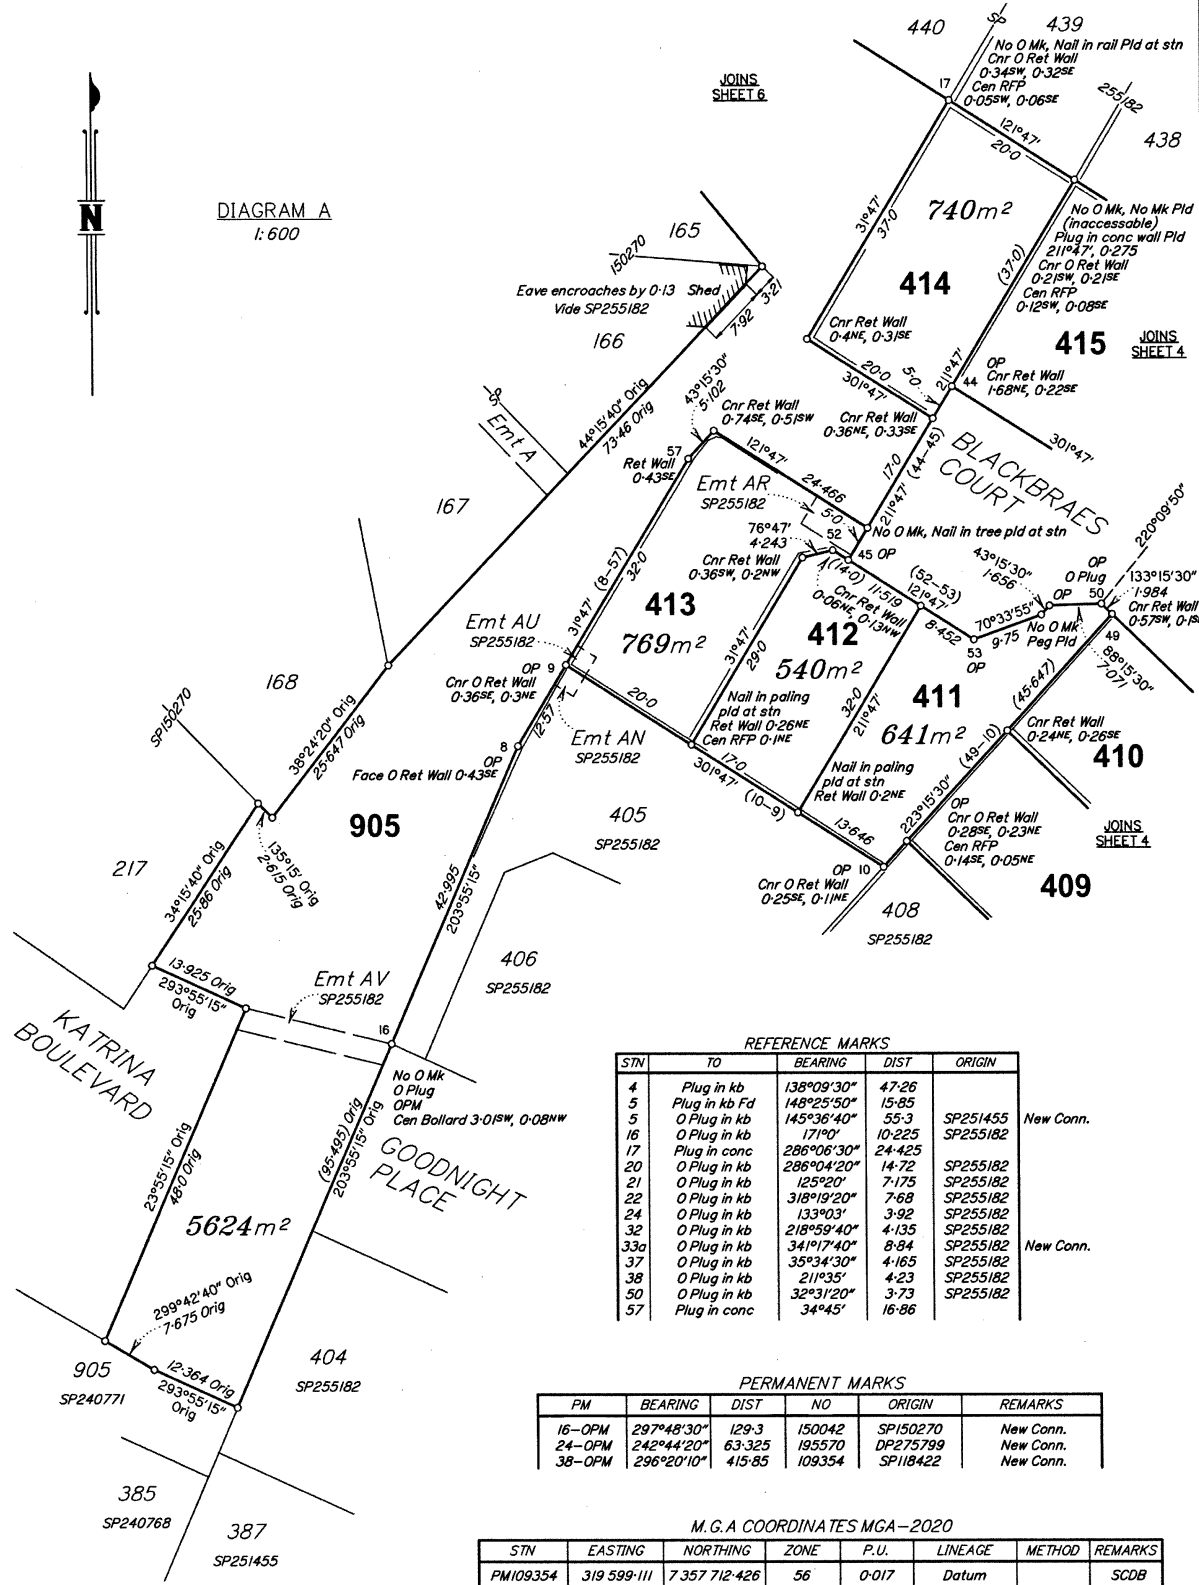 440
439
SP
No O Mk, Nail in rail Pld at stn
Cnr O Ret Wall
0·34SW, 0·32SE
Cen RFP
0·05SW, 0·06SE
JOINS
SHEET 6
17
255182
438
121°47'
20·0
N
DIAGRAM A
1:600
31°47'
37·0
740m²
414
(37·0)
211°47'
No O Mk, No Mk Pld
(inaccessable)
Plug in conc wall Pld
211°47', 0·275
Cnr O Ret Wall
0·21SW, 0·21SE
Cen RFP
0·12SW, 0·08SE
415
JOINS
SHEET 4
165
150270
Eave encroaches by 0·13
Vide SP255182
Shed
3·21
7·92
166
Cnr Ret Wall
0·4NE, 0·31SE
20·0
301°47'
5·0
OP
44
Cnr Ret Wall
1·68NE, 0·22SE
Cnr Ret Wall
0·36NE, 0·33SE
301°47'
43°15'30"
5·102
Cnr Ret Wall
0·74SE, 0·51SW
SP
Emt A
44°15'40" Orig
73·46 Orig
57
Ret Wall
0·43SE
121°47'
24·466
17·0
211°47' (44-45)
BLACKBRAES
COURT
Emt AR
SP255182
5·0
No O Mk, Nail in tree pld at stn
167
76°47'
4·243
52
45 OP
Cnr Ret Wall
0·36SW, 0·2NW
(14·0)
11·519
(52-53)
121°47'
8·452
Cnr Ret Wall
0·06NE, 0·13NW
43°15'30"
1·656
OP
70°33'55"
9·75
No O Mk
Peg Pld
53
OP
OP
O Plug
50
220°09'50"
133°15'30"
1·984
Cnr Ret Wall
0·57SW, 0·1S
49
88°15'30"
7·071
31°47' (8-57)
32·0
413
769m²
412
540m²
31°47'
29·0
411
641m²
32·0
211°47'
(45·647)
Emt AU
SP255182
OP 9
Cnr O Ret Wall
0·36SE, 0·3NE
168
SP150270
38°24'20" Orig
25·647 Orig
12·57
8
OP
Face O Ret Wall 0·43SE
20·0
Emt AN
SP255182
Nail in paling
pld at stn
Ret Wall 0·26NE
Cen RFP 0·1NE
17·0
301°47' (10-9)
Nail in paling
pld at stn
Ret Wall 0·2NE
Cnr Ret Wall
0·24NE, 0·26SE
410
223°15'30" (49-10)
OP
Cnr O Ret Wall
0·28SE, 0·23NE
Cen RFP
0·14SE, 0·05NE
JOINS
SHEET 4
409
13·646
OP 10
Cnr O Ret Wall
0·25SE, 0·11NE
408
SP255182
905
405
SP255182
217
34°15'40" Orig
25·86 Orig
135°15' Orig
2·615 Orig
42·995
203°55'15"
13·925 Orig
293°55'15"
Orig
Emt AV
SP255182
406
SP255182
16
No O Mk
O Plug
OPM
Cen Bollard 3·01SW, 0·08NW
KATRINA
BOULEVARD
GOODNIGHT
PLACE
23°55'15" Orig
48·0 Orig
(95·495) Orig
203°55'15" Orig
5624m²
299°42'40" Orig
7·675 Orig
12·364 Orig
293°55'15"
Orig
905
SP240771
404
SP255182
385
SP240768
387
SP251455
REFERENCE MARKS
STN TO BEARING DIST ORIGIN
4 Plug in kb 138°09'30" 47·26
5 Plug in kb Fd 148°25'50" 15·85
5 O Plug in kb 145°36'40" 55·3 SP251455 New Conn.
16 O Plug in kb 171°0' 10·225 SP255182
17 Plug in conc 286°06'30" 24·425
20 O Plug in kb 286°04'20" 14·72 SP255182
21 O Plug in kb 125°20' 7·175 SP255182
22 O Plug in kb 318°19'20" 7·68 SP255182
24 O Plug in kb 133°03' 3·92 SP255182
32 O Plug in kb 218°59'40" 4·135 SP255182
33a O Plug in kb 341°17'40" 8·84 SP255182 New Conn.
37 O Plug in kb 35°34'30" 4·165 SP255182
38 O Plug in kb 211°35' 4·23 SP255182
50 O Plug in kb 32°31'20" 3·73 SP255182
57 Plug in conc 34°45' 16·86
PERMANENT MARKS
PM BEARING DIST NO ORIGIN REMARKS
16-OPM 297°48'30" 129·3 150042 SP150270 New Conn.
24-OPM 242°44'20" 63·325 195570 DP275799 New Conn.
38-OPM 296°20'10" 415·85 109354 SP118422 New Conn.
M.G.A COORDINATES MGA-2020
STN EASTING NORTHING ZONE P.U. LINEAGE METHOD REMARKS
PM109354 319 599·111 7 357 712·426 56 0·017 Datum SCDB